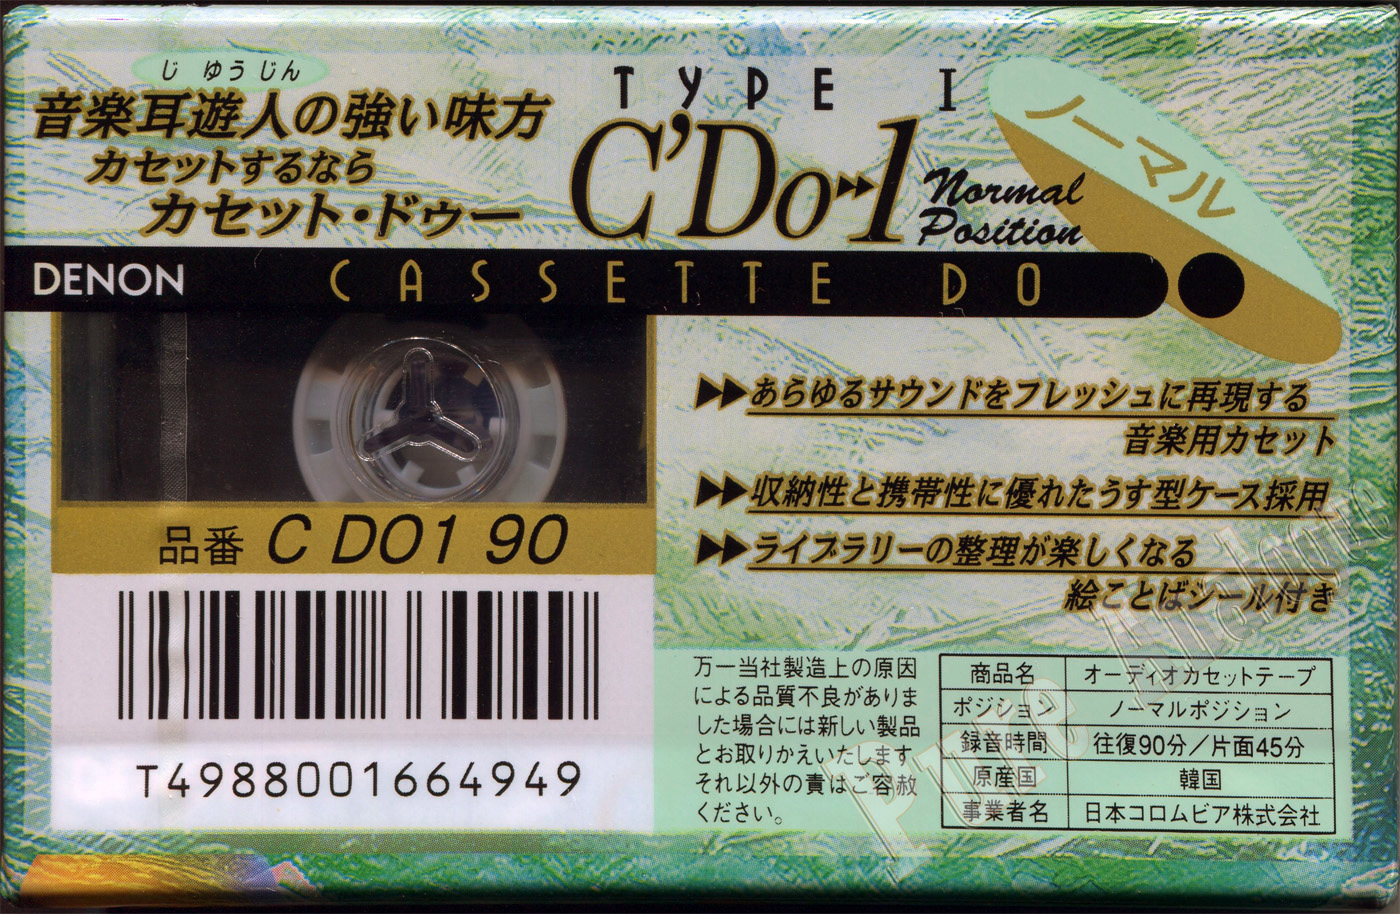 じ ゆうじん
音楽耳遊人の強い味方
カセットするなら
カセット・ドゥー
TYPE I
C'Do▸▸1
Normal
Position
ノーマル
DENON CASSETTE DO
▶▶あらゆるサウンドをフレッシュに再現する
音楽用カセット
▶▶収納性と携帯性に優れたうす型ケース採用
▶▶ライブラリーの整理が楽しくなる
絵ことばシール付き
品番 C DO1 90
T4988001664949
万一当社製造上の原因
による品質不良がありま
した場合には新しい製品
とお取りかえいたします
それ以外の責はご容赦
ください。
商品名 オーディオカセットテープ
ポジション ノーマルポジション
録音時間 往復90分／片面45分
原産国 韓国
事業者名 日本コロムビア株式会社
Pure Analogue